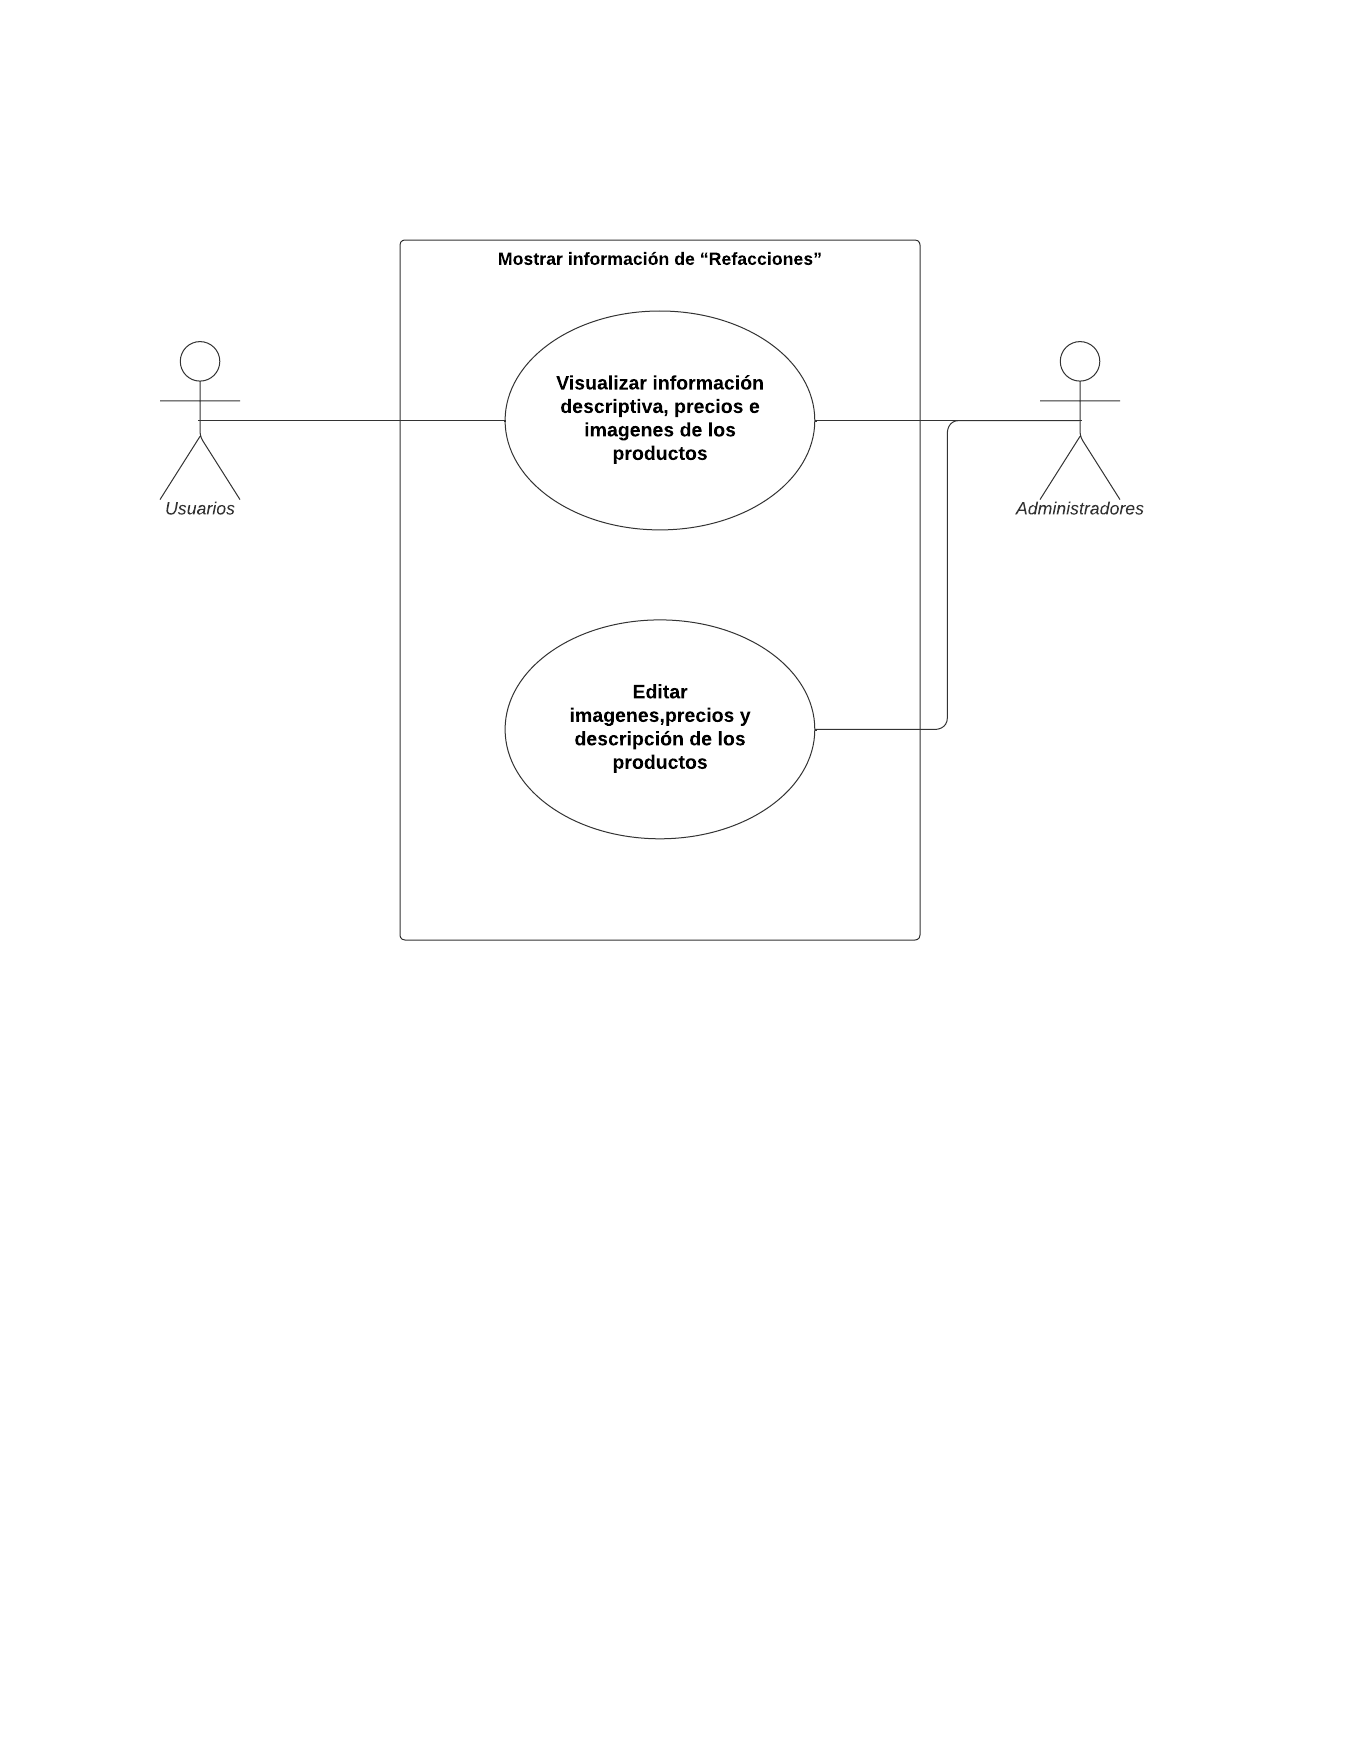 Mostrar información de “Refacciones”
Visualizar información
descriptiva, precios e
imagenes de los
productos
Usuarios
Administradores
Editar
imagenes,precios y
descripción de los
productos